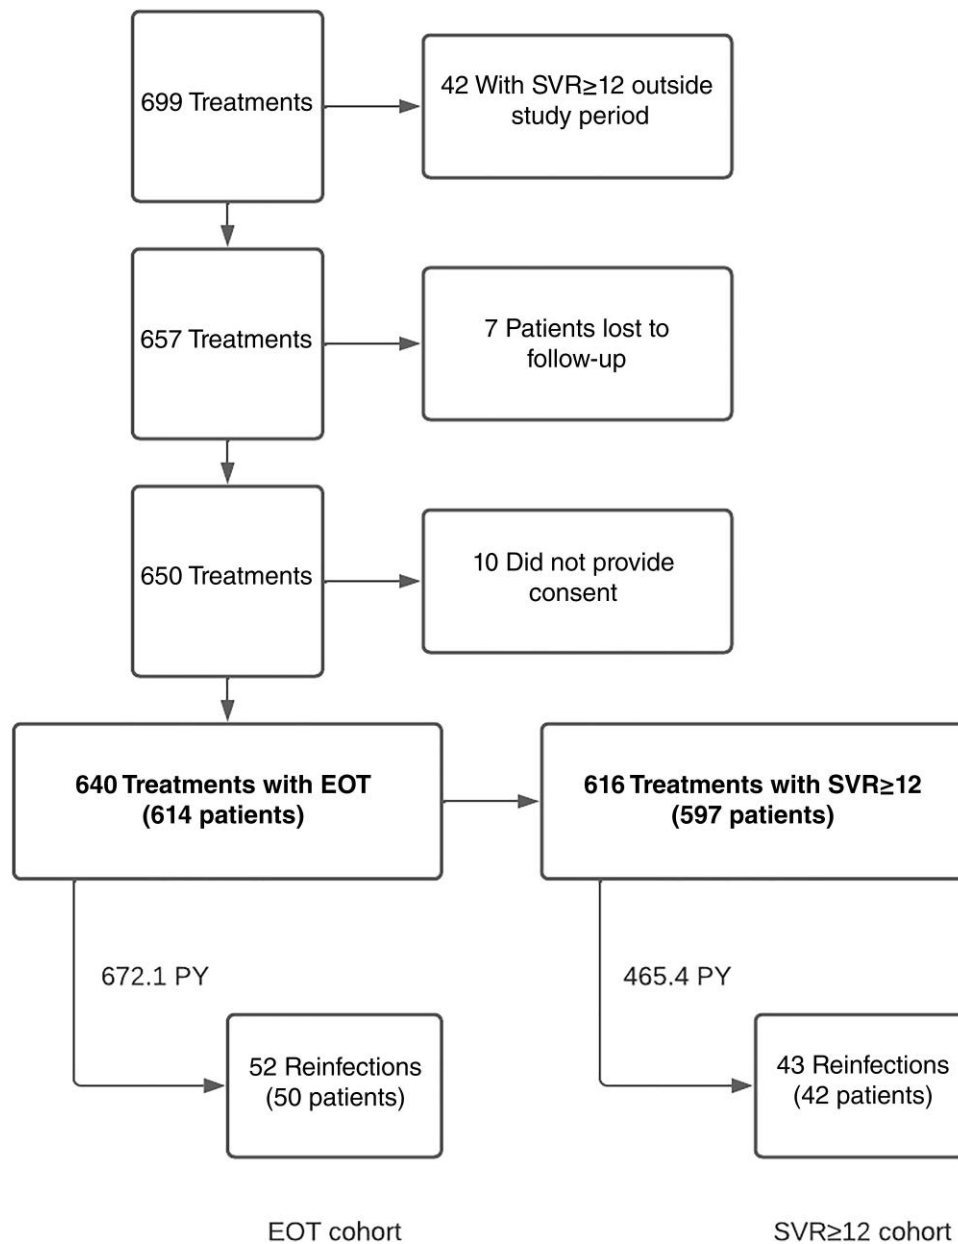 699 Treatments
42 With SVR≥12 outside
study period
657 Treatments
7 Patients lost to
follow-up
650 Treatments
10 Did not provide
consent
640 Treatments with EOT
(614 patients)
616 Treatments with SVR≥12
(597 patients)
672.1 PY
465.4 PY
52 Reinfections
(50 patients)
43 Reinfections
(42 patients)
EOT cohort
SVR≥12 cohort